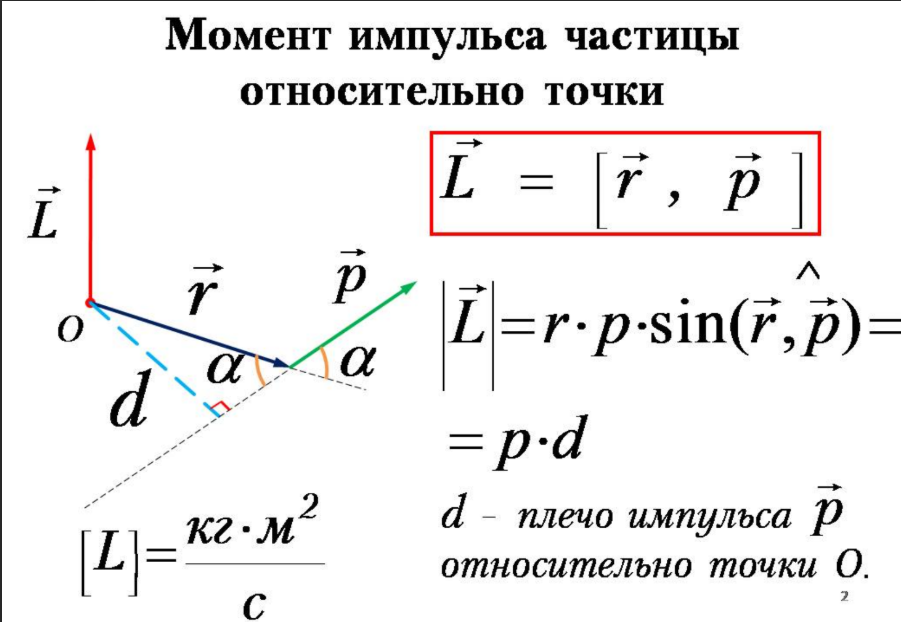 Момент импульса частицы
относительно точки
L⃗ = [r⃗ , p⃗ ]
L⃗
r⃗
p⃗
O
α
α
d
|L⃗|=r·p·sin(r⃗,^p⃗)=
= p·d
[L]=кг·м²/с
d - плечо импульса p⃗
относительно точки O.
2